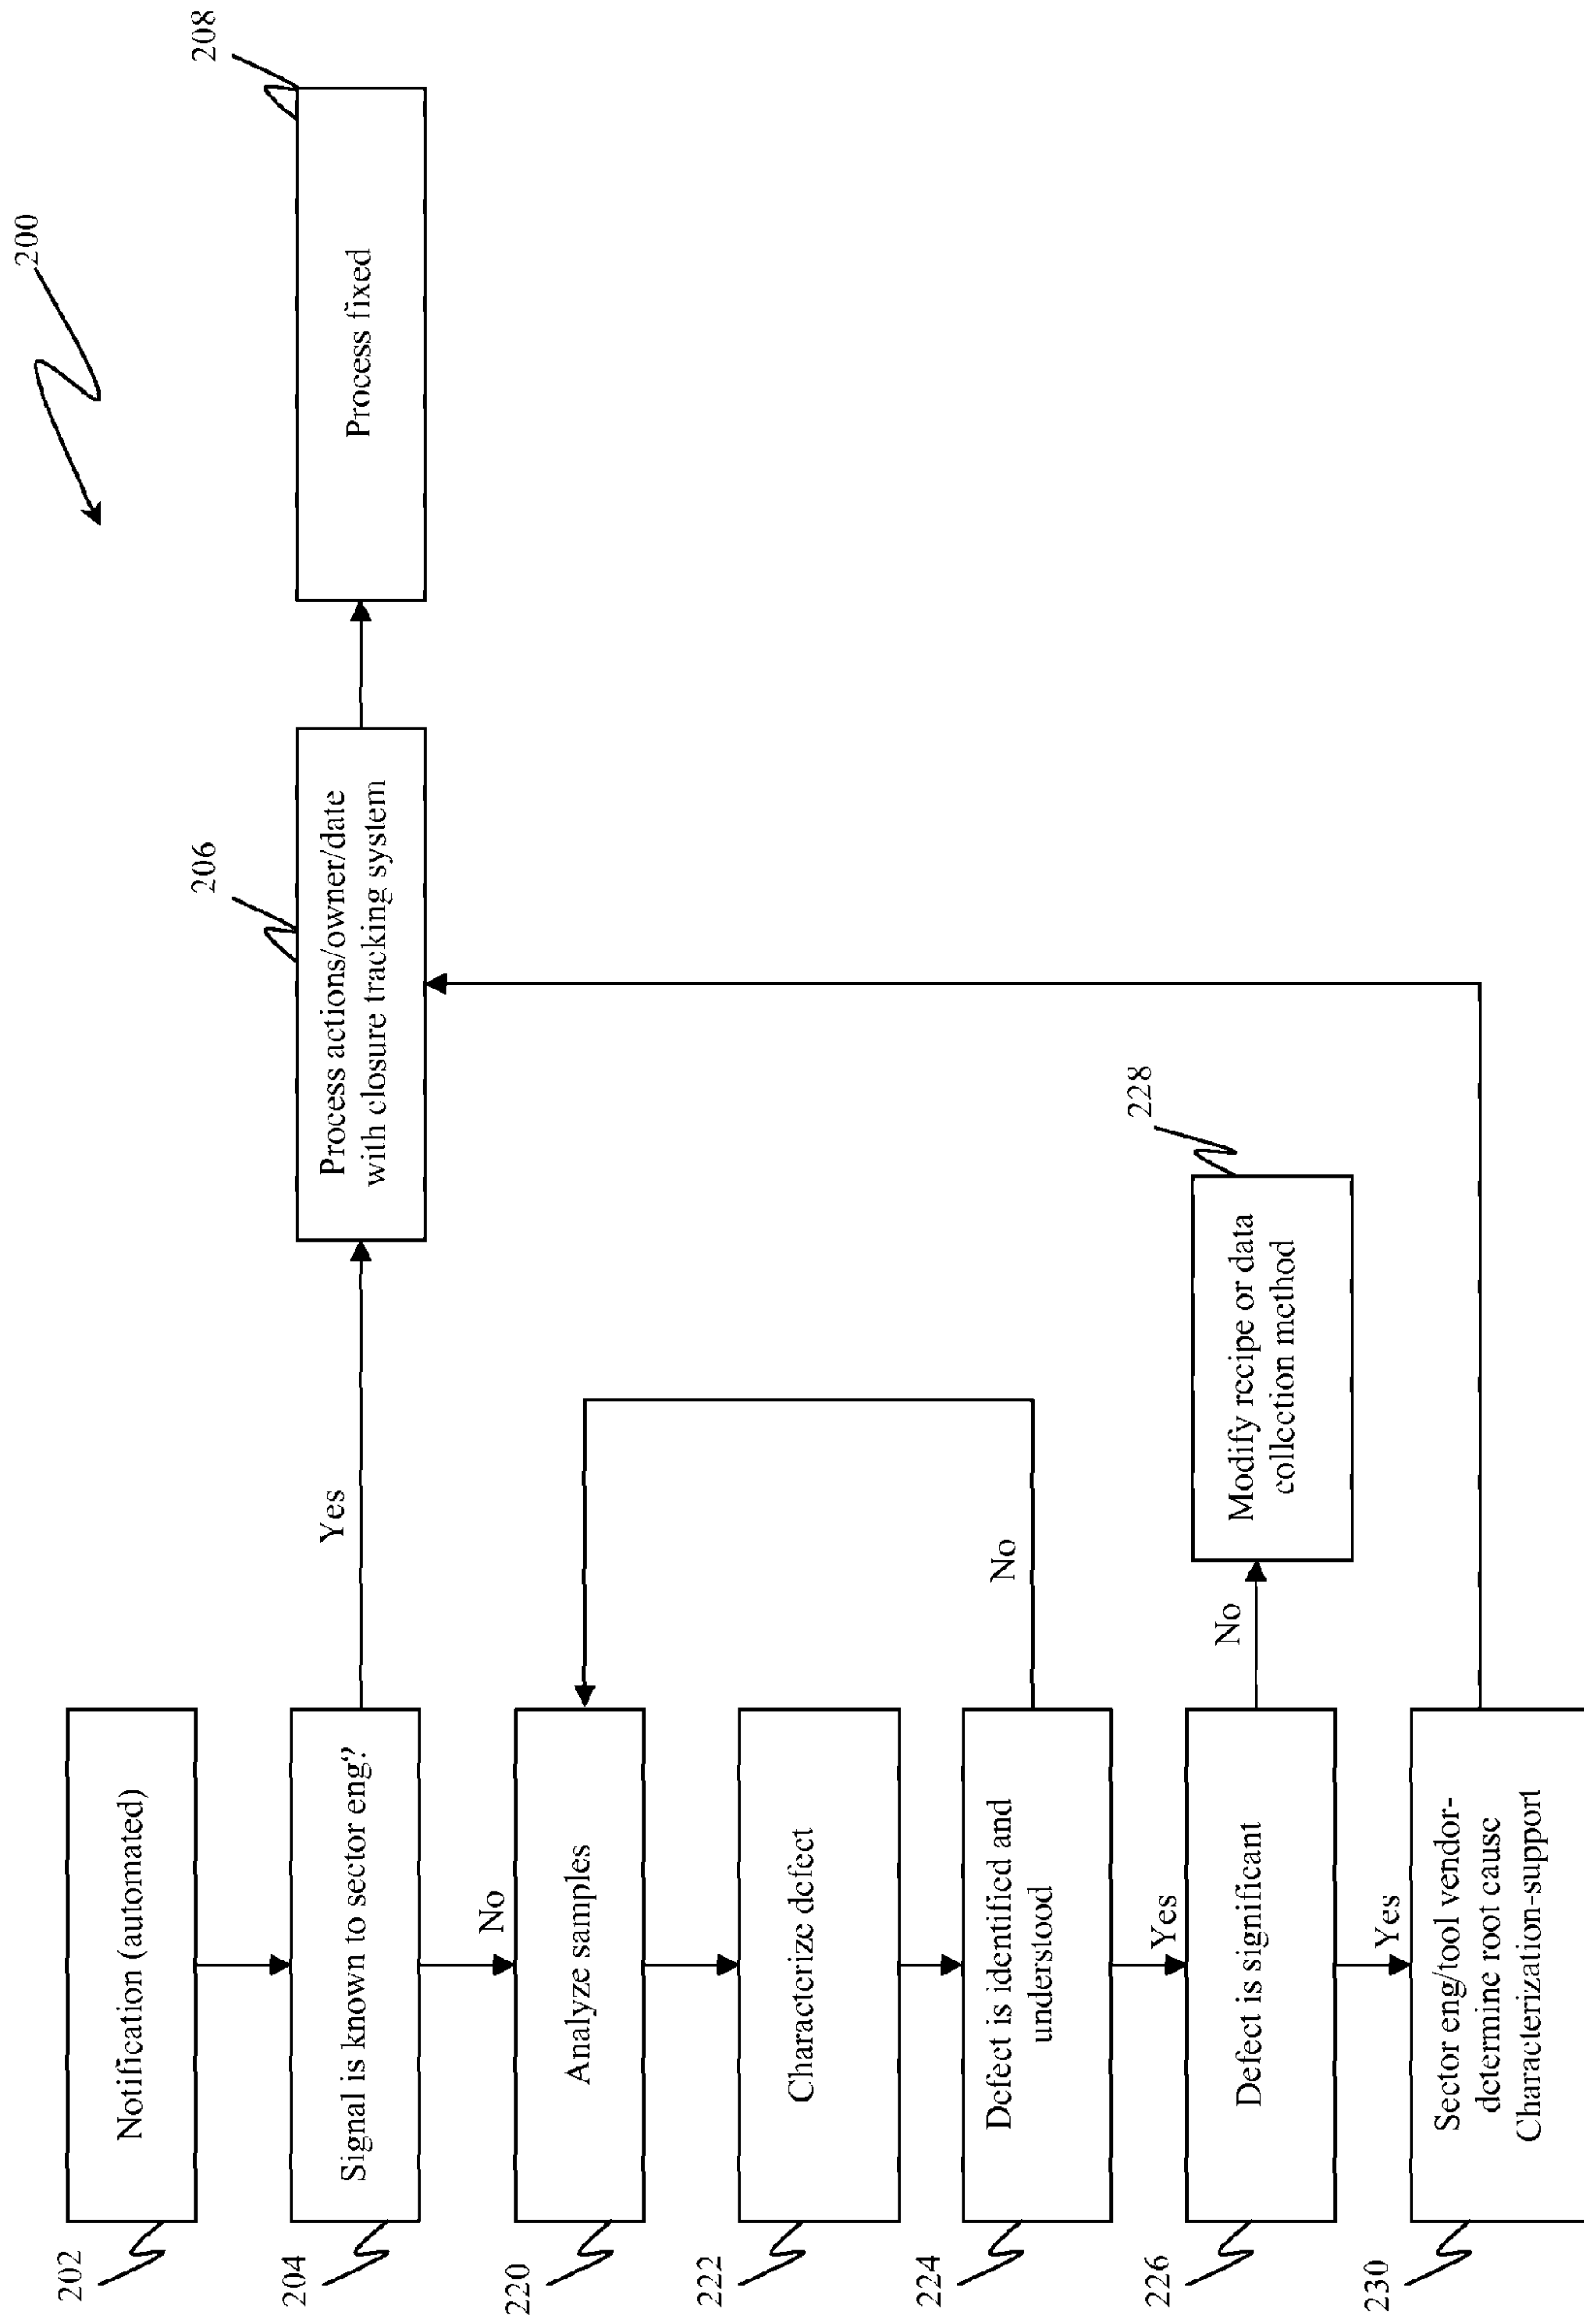 200
202
Notification (automated)
204
Signal is known to sector eng?
Yes
206
Process actions/owner/date
with closure tracking system
208
Process fixed
No
220
Analyze samples
222
Characterize defect
224
Defect is identified and
understood
No
Yes
226
Defect is significant
No
228
Modify recipe or data
collection method
Yes
230
Sector eng/tool vendor-
determine root cause
Characterization-support